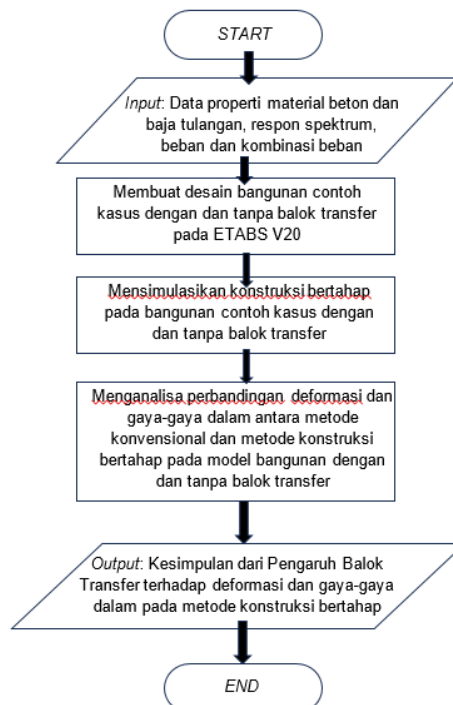 START
Input: Data properti material beton dan
baja tulangan, respon spektrum,
beban dan kombinasi beban
Membuat desain bangunan contoh
kasus dengan dan tanpa balok transfer
pada ETABS V20
Mensimulasikan konstruksi bertahap
pada bangunan contoh kasus dengan
dan tanpa balok transfer
Menganalisa perbandingan deformasi dan
gaya-gaya dalam antara metode
konvensional dan metode konstruksi
bertahap pada model bangunan dengan
dan tanpa balok transfer
Output: Kesimpulan dari Pengaruh Balok
Transfer terhadap deformasi dan gaya-gaya
dalam pada metode konstruksi bertahap
END